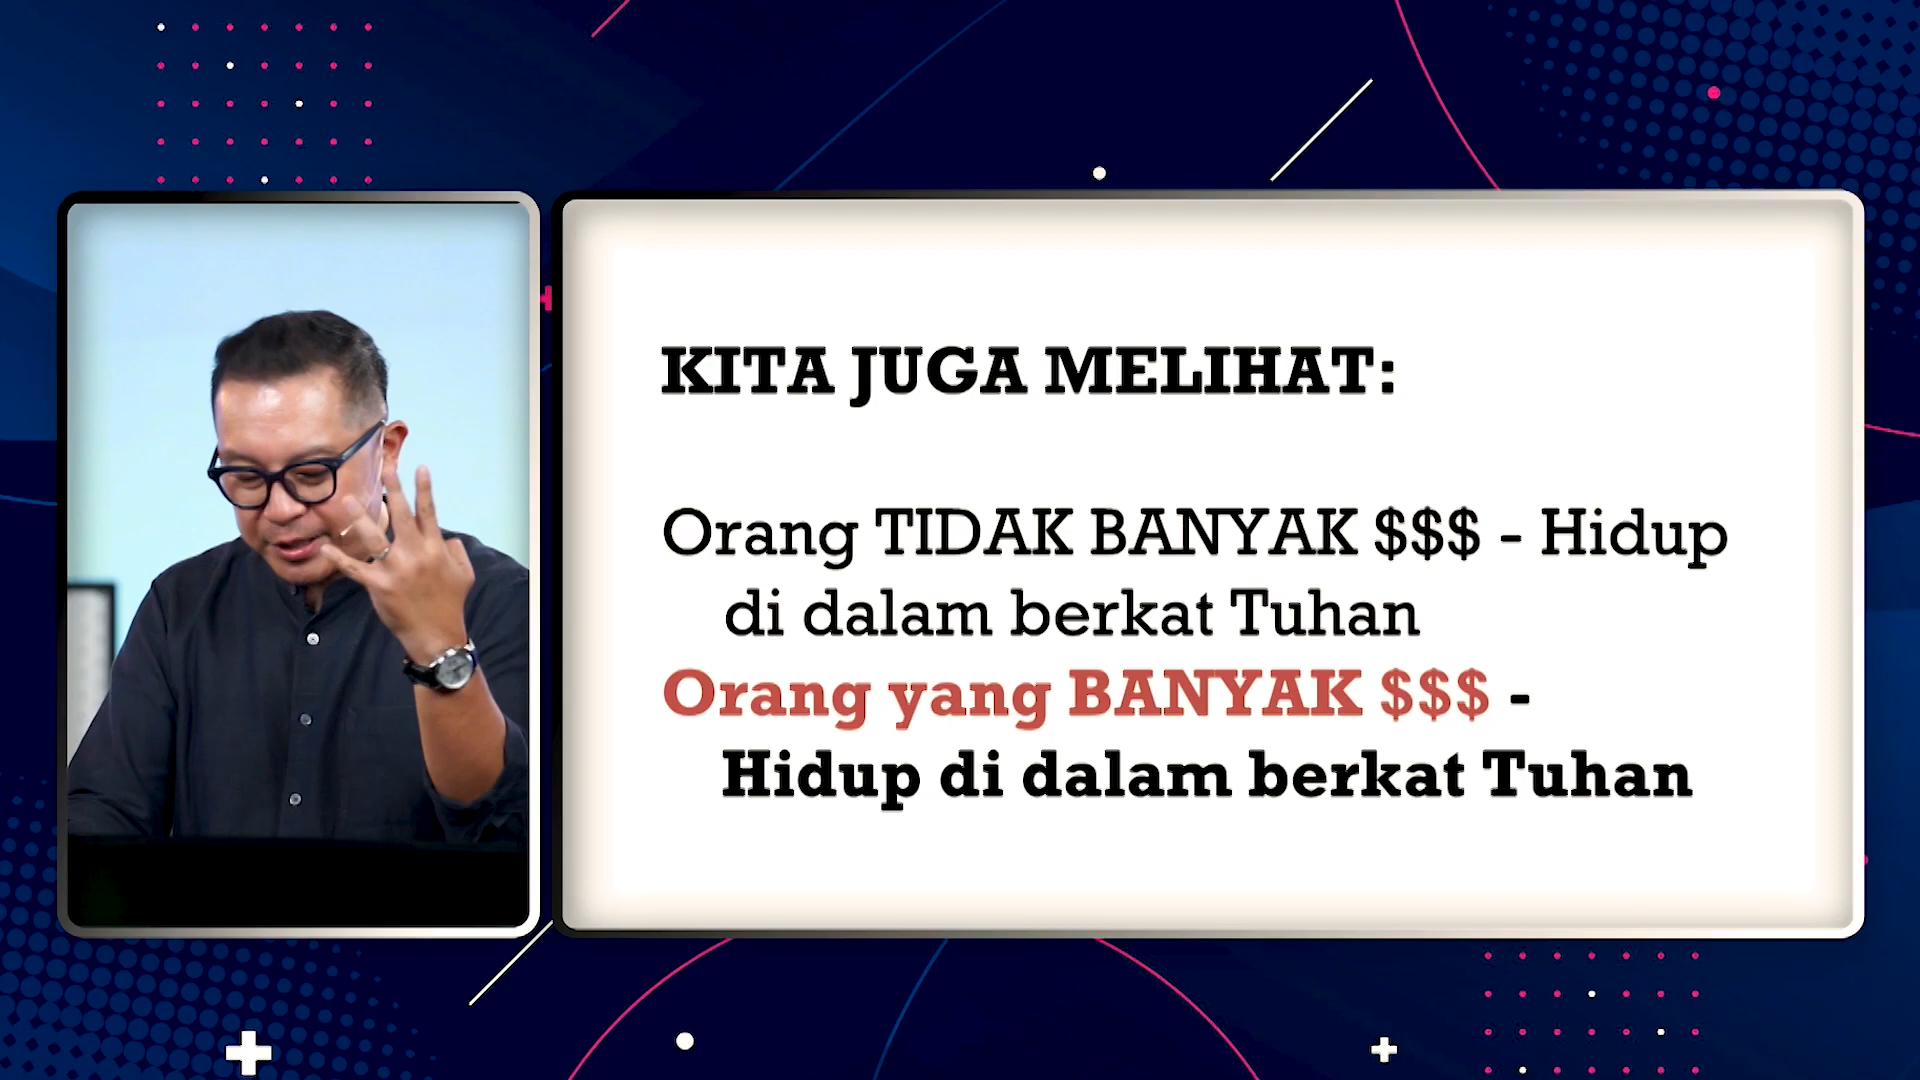 KITA JUGA MELIHAT:
Orang TIDAK BANYAK $$$ - Hidup
di dalam berkat Tuhan
Orang yang BANYAK $$$ -
Hidup di dalam berkat Tuhan